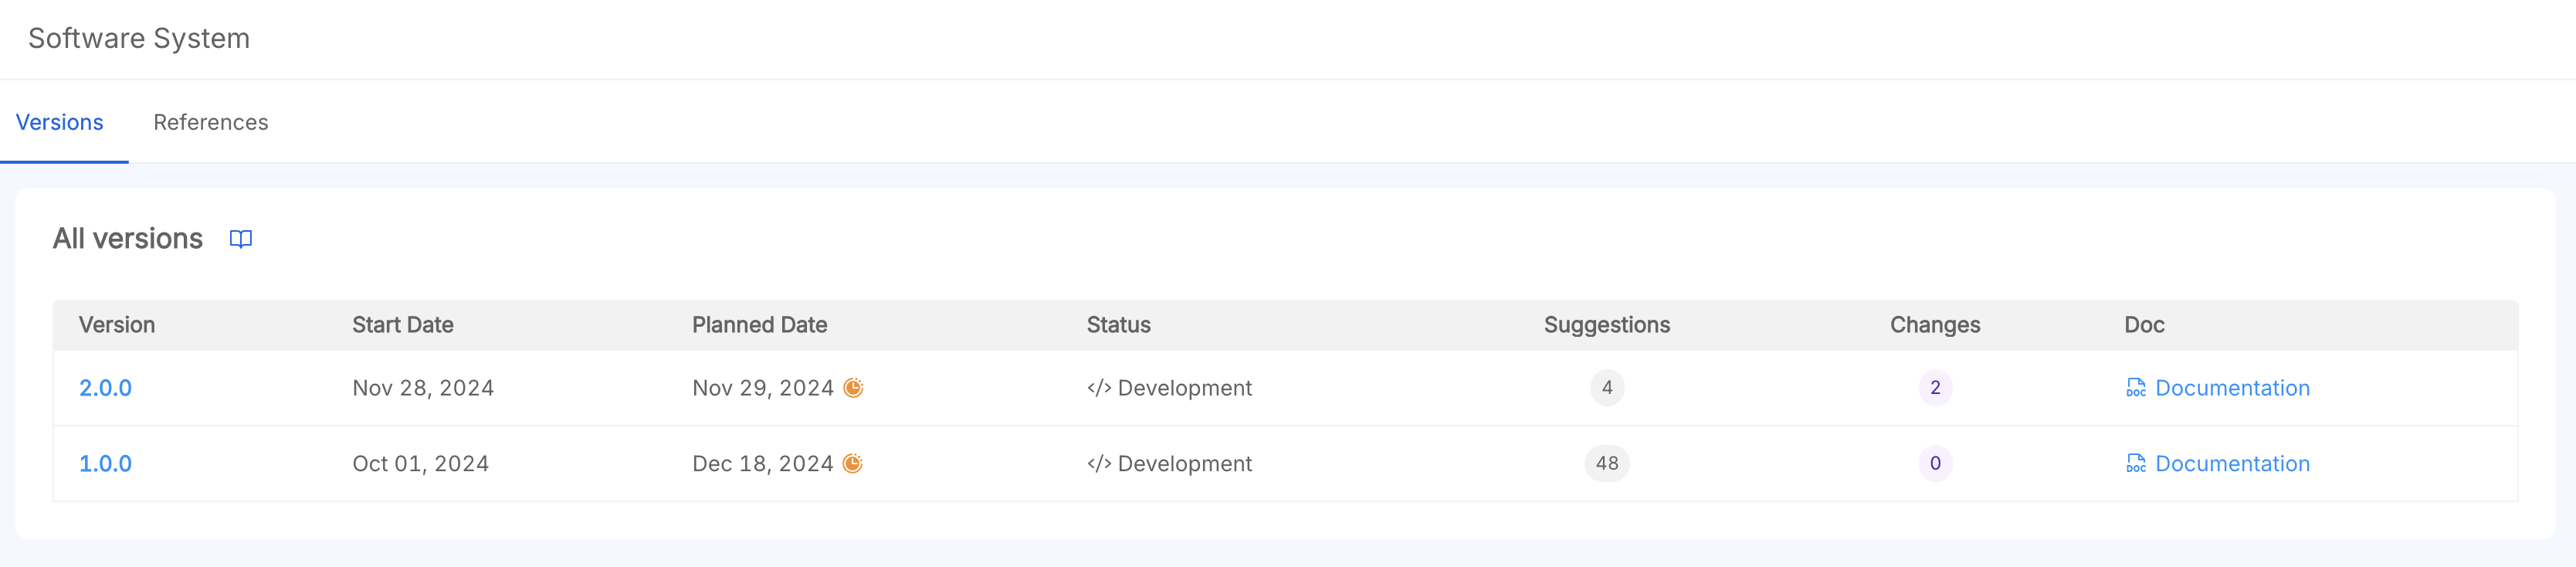 Software System
Versions References
All versions
Version Start Date Planned Date Status Suggestions Changes Doc
2.0.0 Nov 28, 2024 Nov 29, 2024 </> Development 4 2 DOC Documentation
1.0.0 Oct 01, 2024 Dec 18, 2024 </> Development 48 0 DOC Documentation